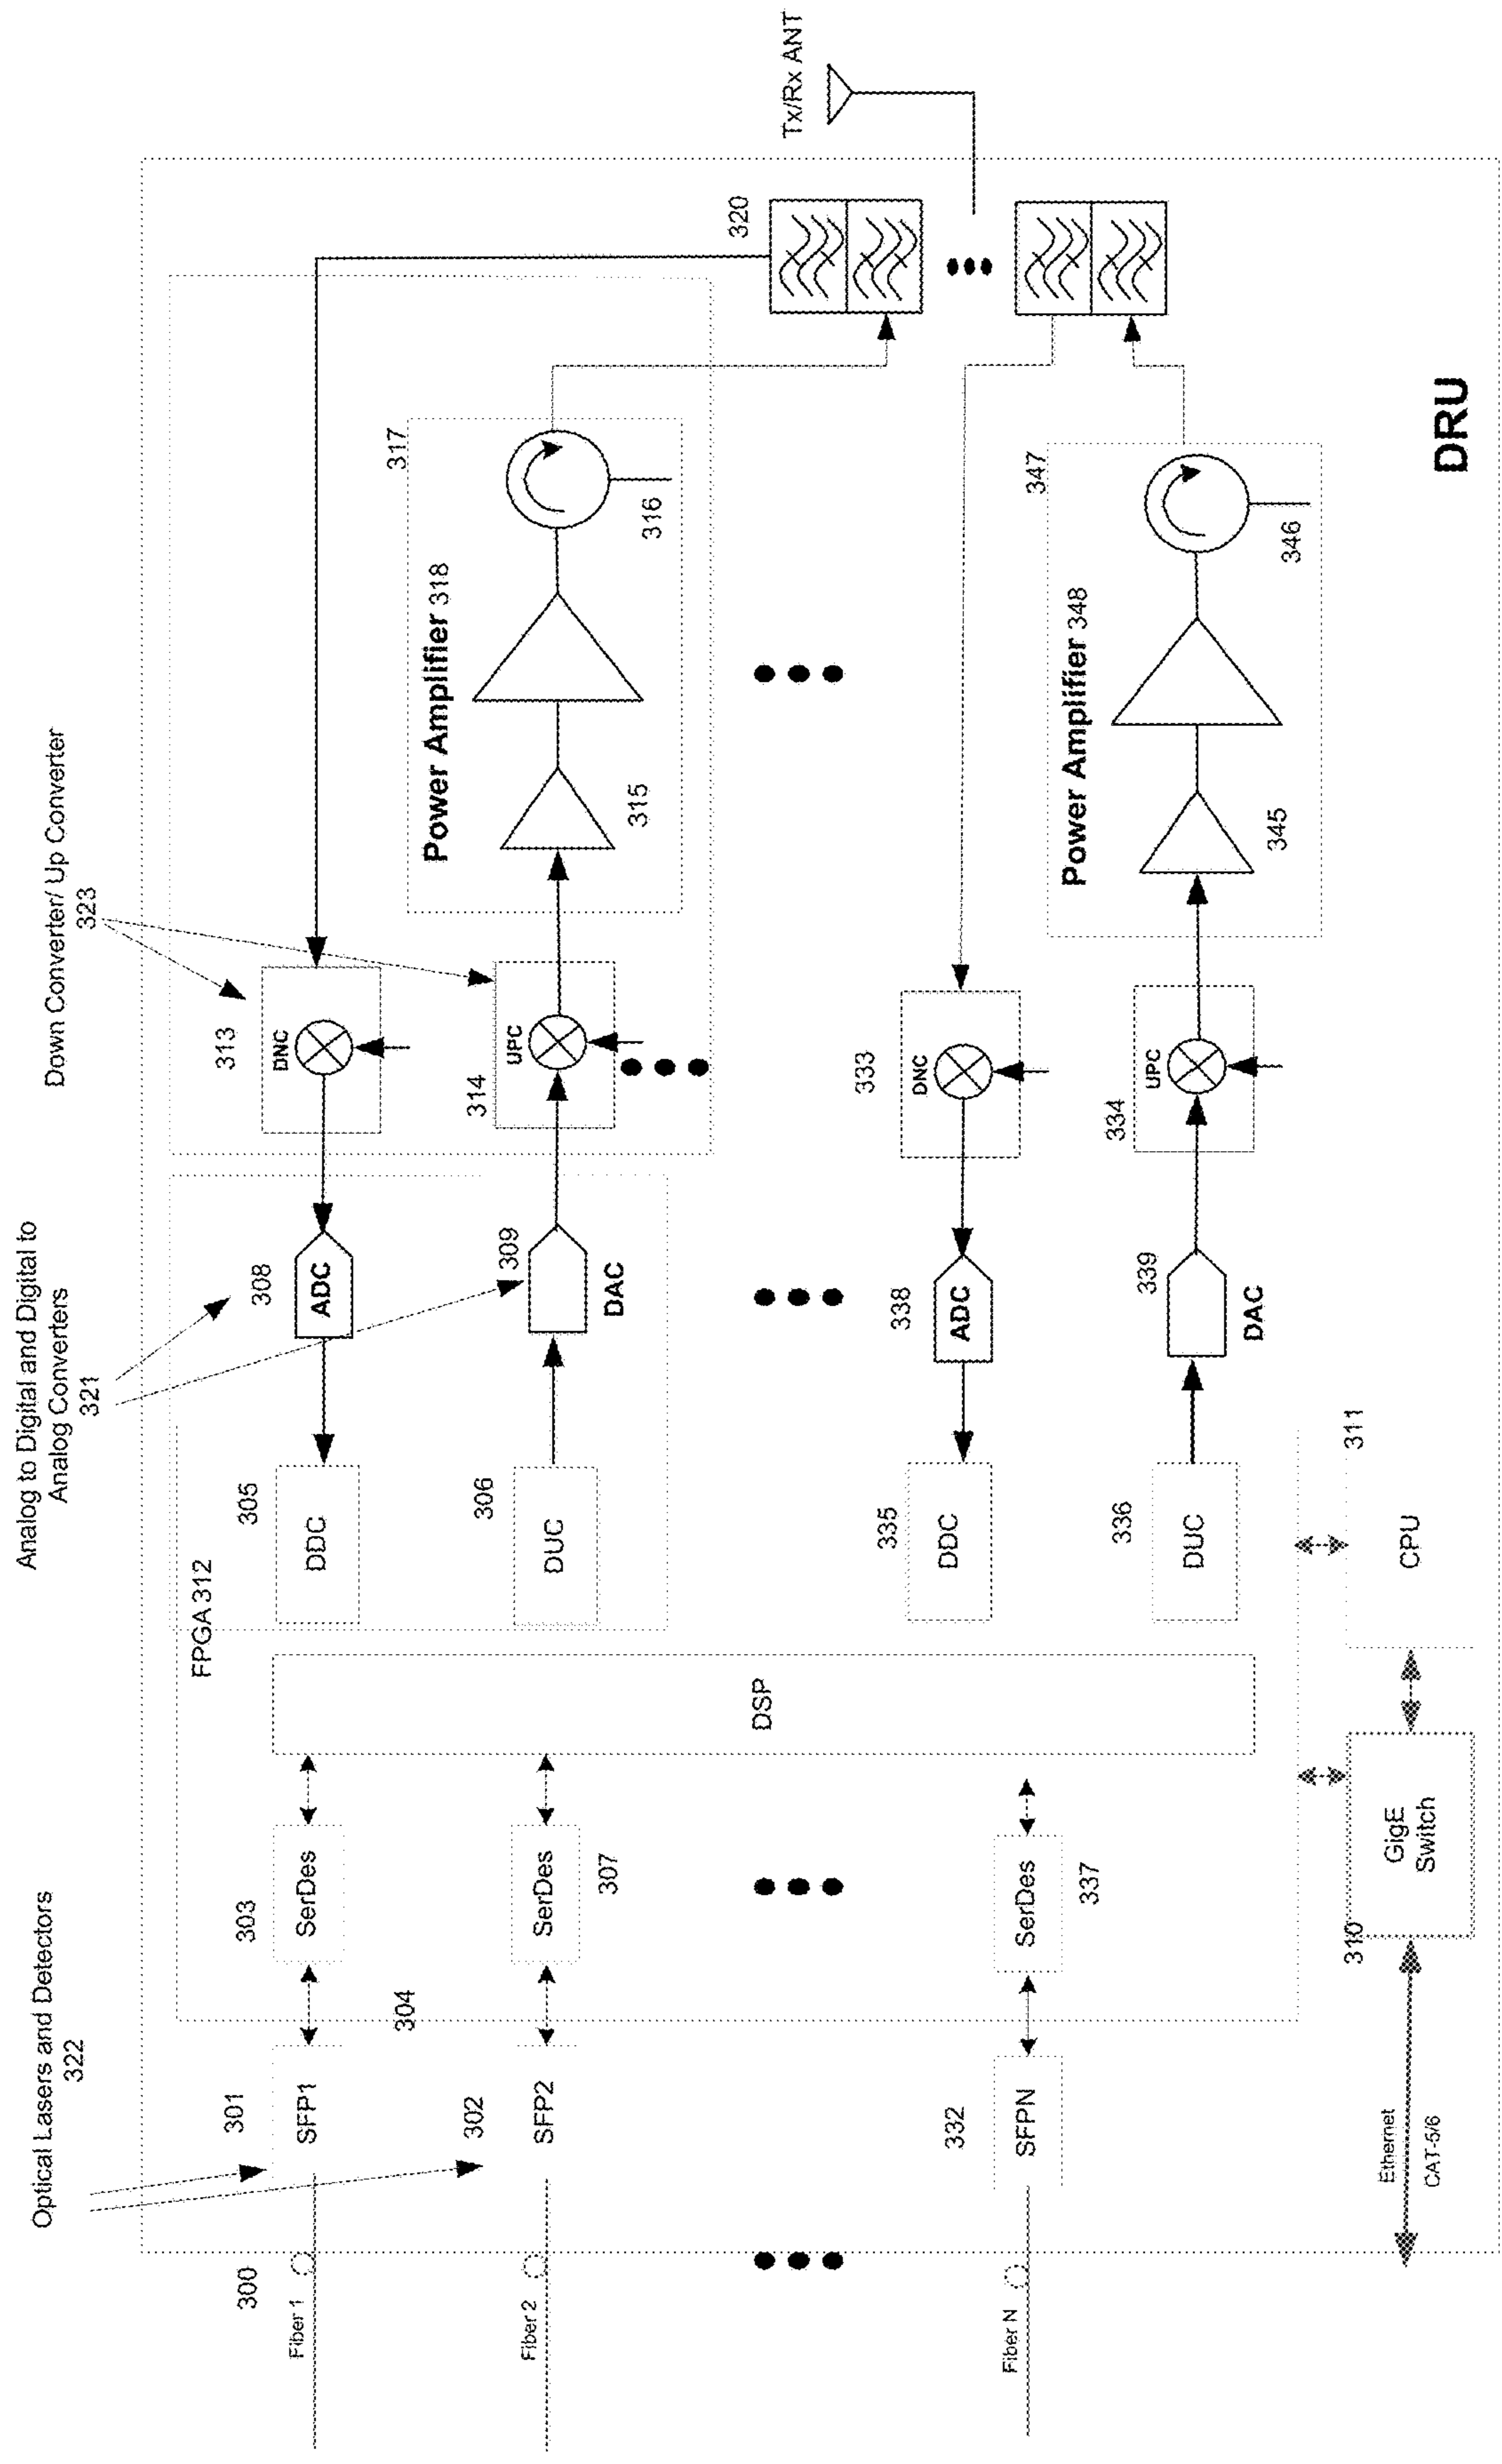 Optical Lasers and Detectors
322
Analog to Digital and Digital to
Analog Converters
321
Down Converter/ Up Converter
323
300
Fiber 1
301
SFP1
303
SerDes
FPGA 312
305
DDC
308
ADC
313
DNC
304
Fiber 2
302
SFP2
SerDes
307
306
DUC
309
DAC
314
UPC
317
Power Amplifier 318
315
316
320
Tx/Rx ANT
DSP
Fiber N
332
SFPN
SerDes
337
335
DDC
338
ADC
333
DNC
336
DUC
339
DAC
334
UPC
347
Power Amplifier 348
345
346
Ethernet
CAT-5/6
310
GigE
Switch
311
CPU
DRU